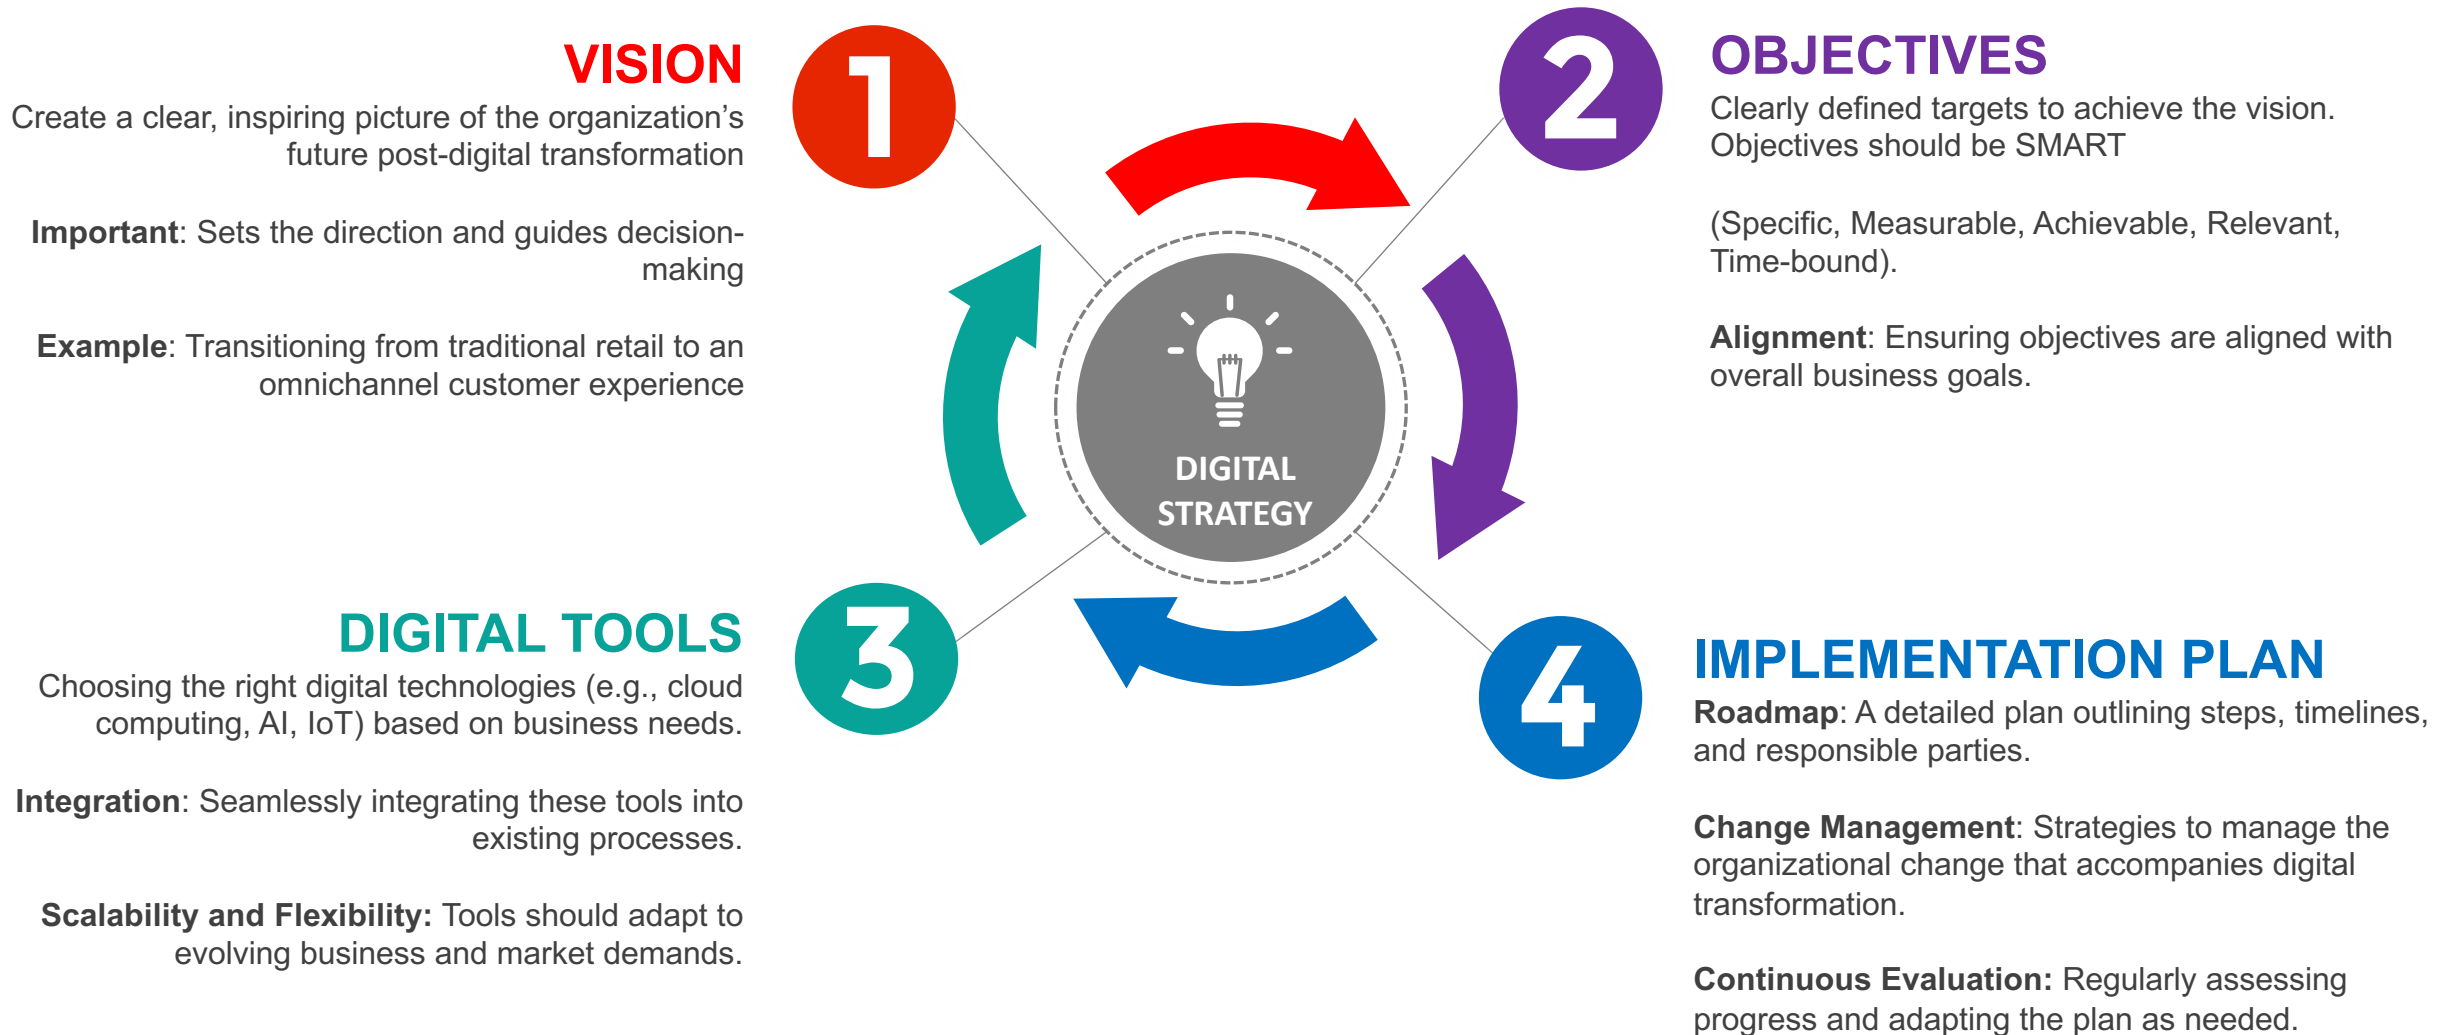 1
VISION
Create a clear, inspiring picture of the organization’s
future post-digital transformation
Important: Sets the direction and guides decision-
making
Example: Transitioning from traditional retail to an
omnichannel customer experience
2
OBJECTIVES
Clearly defined targets to achieve the vision.
Objectives should be SMART
(Specific, Measurable, Achievable, Relevant,
Time-bound).
Alignment: Ensuring objectives are aligned with
overall business goals.
DIGITAL
STRATEGY
3
DIGITAL TOOLS
Choosing the right digital technologies (e.g., cloud
computing, AI, IoT) based on business needs.
Integration: Seamlessly integrating these tools into
existing processes.
Scalability and Flexibility: Tools should adapt to
evolving business and market demands.
4
IMPLEMENTATION PLAN
Roadmap: A detailed plan outlining steps, timelines,
and responsible parties.
Change Management: Strategies to manage the
organizational change that accompanies digital
transformation.
Continuous Evaluation: Regularly assessing
progress and adapting the plan as needed.